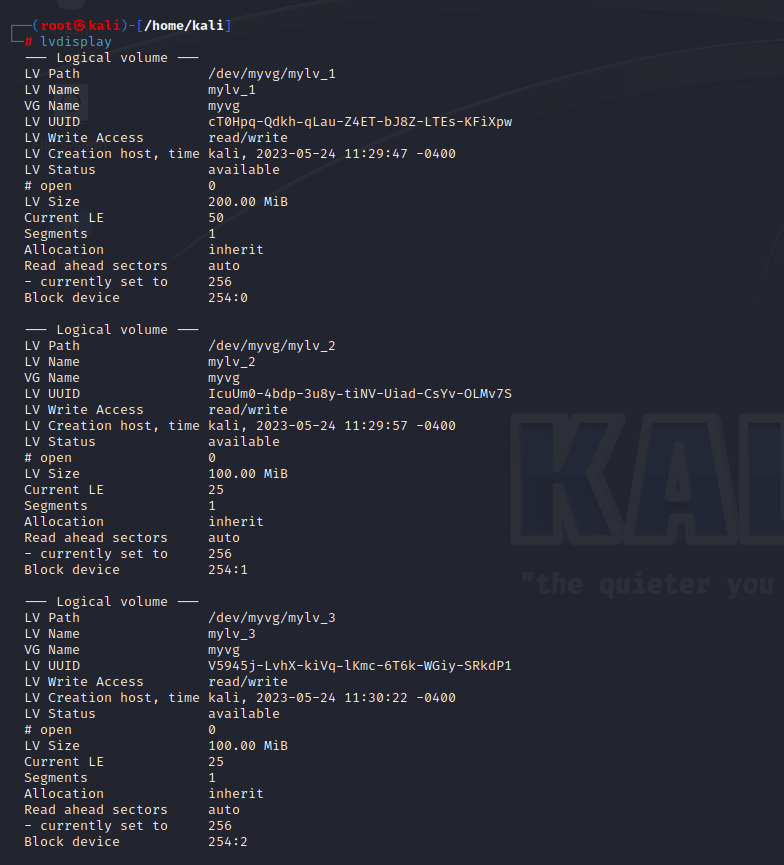 ┌──(root㉿kali)-[/home/kali]
└─# lvdisplay
--- Logical volume ---
LV Path                /dev/myvg/mylv_1
LV Name                mylv_1
VG Name                myvg
LV UUID                cT0Hpq-Qdkh-qLau-Z4ET-bJ8Z-LTEs-KFiXpw
LV Write Access        read/write
LV Creation host, time kali, 2023-05-24 11:29:47 -0400
LV Status              available
# open                 0
LV Size                200.00 MiB
Current LE             50
Segments               1
Allocation             inherit
Read ahead sectors     auto
- currently set to     256
Block device           254:0
--- Logical volume ---
LV Path                /dev/myvg/mylv_2
LV Name                mylv_2
VG Name                myvg
LV UUID                IcuUm0-4bdp-3u8y-tiNV-Uiad-CsYv-OLMv7S
LV Write Access        read/write
LV Creation host, time kali, 2023-05-24 11:29:57 -0400
LV Status              available
# open                 0
LV Size                100.00 MiB
Current LE             25
Segments               1
Allocation             inherit
Read ahead sectors     auto
- currently set to     256
Block device           254:1
--- Logical volume ---
LV Path                /dev/myvg/mylv_3
LV Name                mylv_3
VG Name                myvg
LV UUID                V5945j-LvhX-kiVq-lKmc-6T6k-WGiy-SRkdP1
LV Write Access        read/write
LV Creation host, time kali, 2023-05-24 11:30:22 -0400
LV Status              available
# open                 0
LV Size                100.00 MiB
Current LE             25
Segments               1
Allocation             inherit
Read ahead sectors     auto
- currently set to     256
Block device           254:2
KAL
"the quieter you